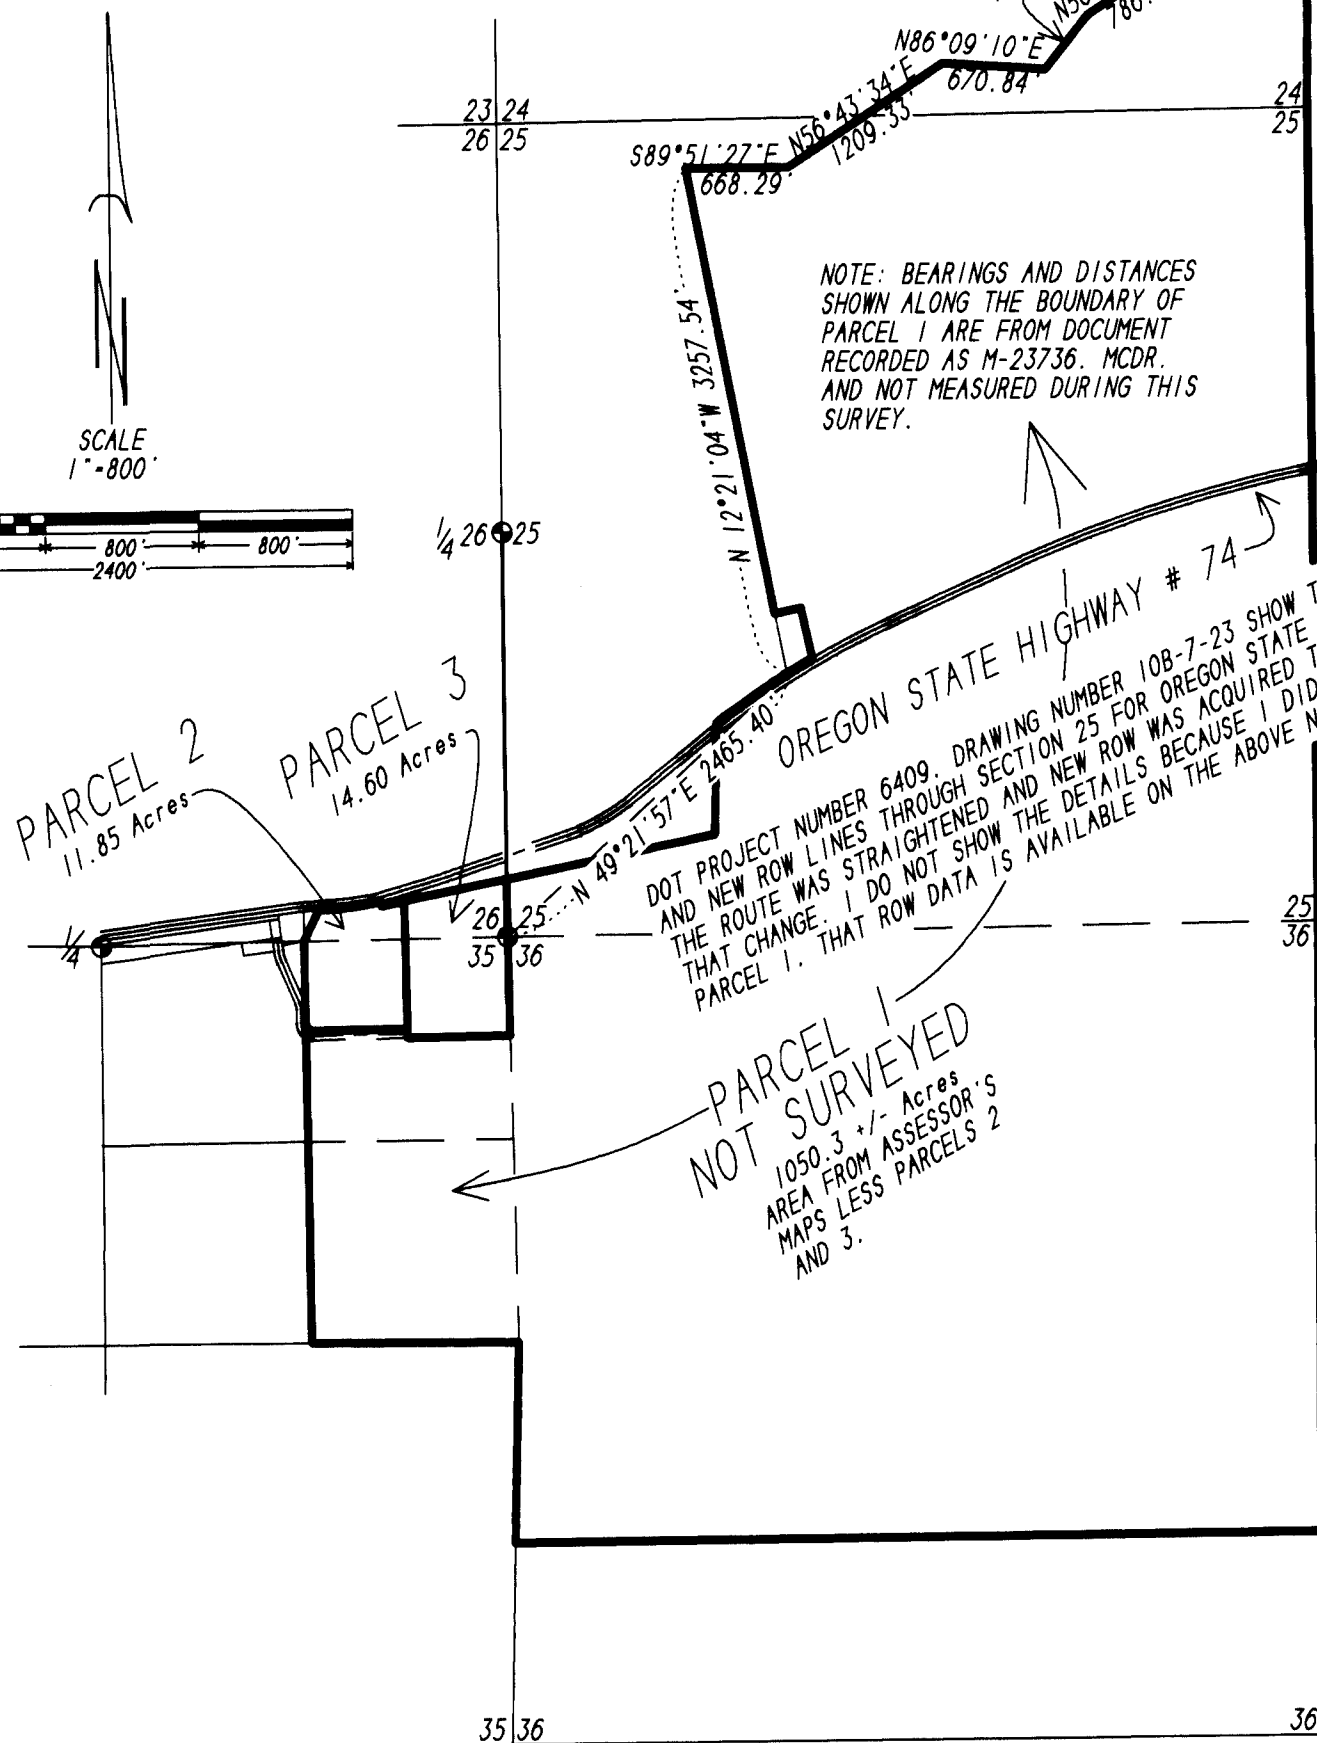 N86°09'10"E
670.84'
23 24
26 25
24
25
N56°43'34"E
1209.33'
S89°51'27"E
668.29'
NOTE: BEARINGS AND DISTANCES
SHOWN ALONG THE BOUNDARY OF
PARCEL 1 ARE FROM DOCUMENT
RECORDED AS M-23736. MCDR.
AND NOT MEASURED DURING THIS
SURVEY.
N 12°21'04"W 3257.54'
SCALE
1"-800'
800' 800'
2400'
1/4 26 25
OREGON STATE HIGHWAY # 74
PARCEL 2
11.85 Acres
PARCEL 3
14.60 Acres
N 49°21'57"E 2465.40'
DOT PROJECT NUMBER 6409. DRAWING NUMBER 10B-7-23 SHOW
AND NEW ROW LINES THROUGH SECTION 25 FOR OREGON STATE
THE ROUTE WAS STRAIGHTENED AND NEW ROW WAS ACQUIRED
THAT CHANGE. I DO NOT SHOW THE DETAILS BECAUSE I DID
PARCEL 1. THAT ROW DATA IS AVAILABLE ON THE ABOVE
1/4
26 25
35 36
25
36
PARCEL 1
NOT SURVEYED
1050.3 +/- Acres
AREA FROM ASSESSOR'S
MAPS LESS PARCELS 2
AND 3.
35 36
36